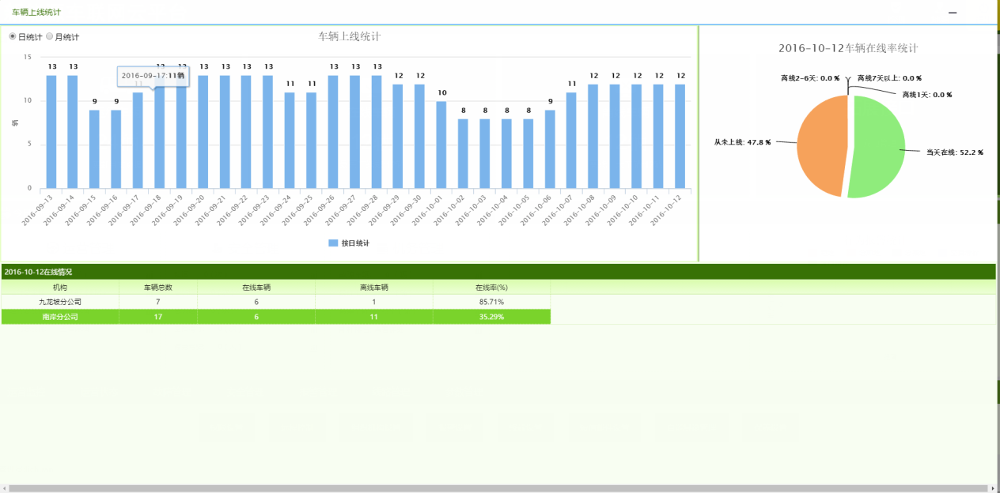 车辆上线统计
日统计 月统计
车辆上线统计
辆
15
10
5
0
13 13 9 9 11 13 13 13 13 13 13 11 11 13 13 13 12 12 10 8 8 8 8 9 11 12 12 12 12 12
2016-09-17:11辆
2016-09-13 2016-09-14 2016-09-15 2016-09-16 2016-09-17 2016-09-18 2016-09-19 2016-09-20 2016-09-21 2016-09-22 2016-09-23 2016-09-24 2016-09-25 2016-09-26 2016-09-27 2016-09-28 2016-09-29 2016-09-30 2016-10-01 2016-10-02 2016-10-03 2016-10-04 2016-10-05 2016-10-06 2016-10-07 2016-10-08 2016-10-09 2016-10-10 2016-10-11 2016-10-12
按日统计
2016-10-12车辆在线率统计
离线2-6天: 0.0 % 离线7天以上: 0.0 %
离线1天: 0.0 %
从未上线: 47.8 %
当天在线: 52.2 %
2016-10-12在线情况
机构 车辆总数 在线车辆 离线车辆 在线率(%)
九龙坡分公司 7 6 1 85.71%
南岸分公司 17 6 11 35.29%